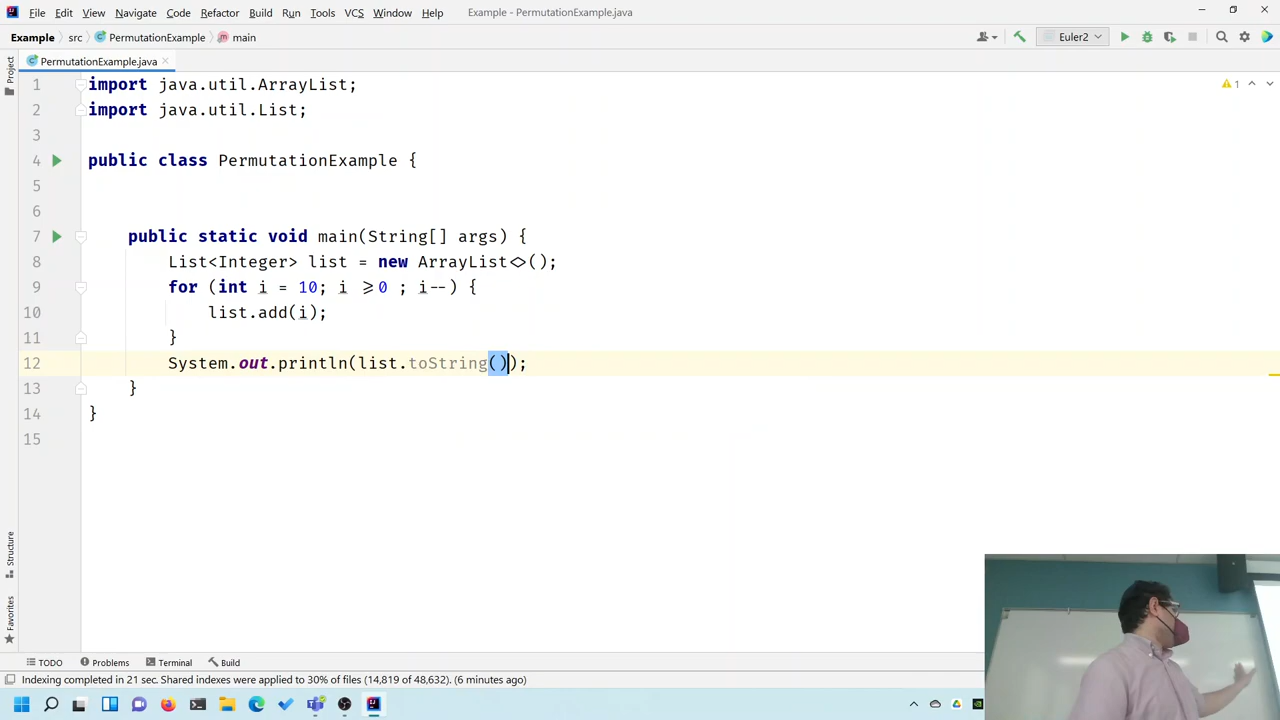 File Edit View Navigate Code Refactor Build Run Tools VCS Window Help Example - PermutationExample.java
Example src PermutationExample main Euler2
PermutationExample.java
Project
1 import java.util.ArrayList;
2 import java.util.List;
3
4 public class PermutationExample {
5
6
7 public static void main(String[] args) {
8 List<Integer> list = new ArrayList<>();
9 for (int i = 10; i >=0 ; i--) {
10 list.add(i);
11 }
12 System.out.println(list.toString());
13 }
14 }
15
1
Structure
Favorites
TODO Problems Terminal Build
Indexing completed in 21 sec. Shared indexes were applied to 30% of files (14,819 of 48,632). (6 minutes ago)